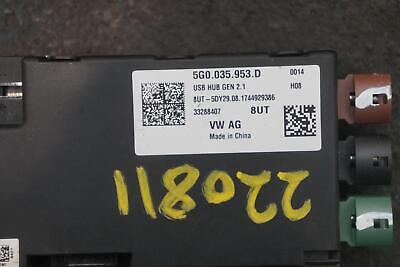 5G0.035.953.D
0014
USB HUB GEN 2.1
H08
8UT-5DY29.08.1744929386
33288407
8UT
VW AG
Made in China
220811